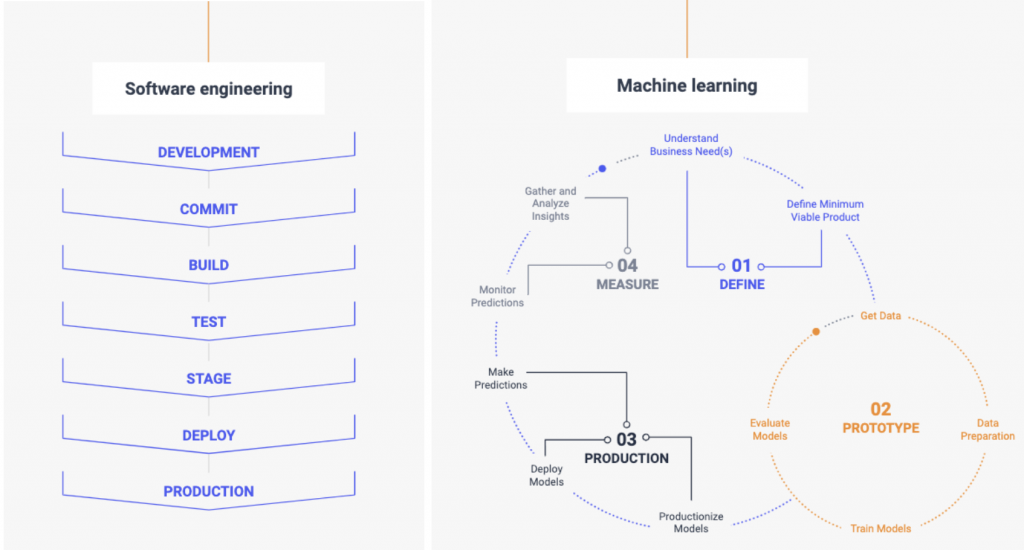 Software engineering
DEVELOPMENT
COMMIT
BUILD
TEST
STAGE
DEPLOY
PRODUCTION
Machine learning
Understand
Business Need(s)
Define Minimum
Viable Product
01
DEFINE
Get Data
02
PROTOTYPE
Data
Preparation
Train Models
Evaluate
Models
Productionize
Models
03
PRODUCTION
Deploy
Models
Make
Predictions
Monitor
Predictions
04
MEASURE
Gather and
Analyze
Insights